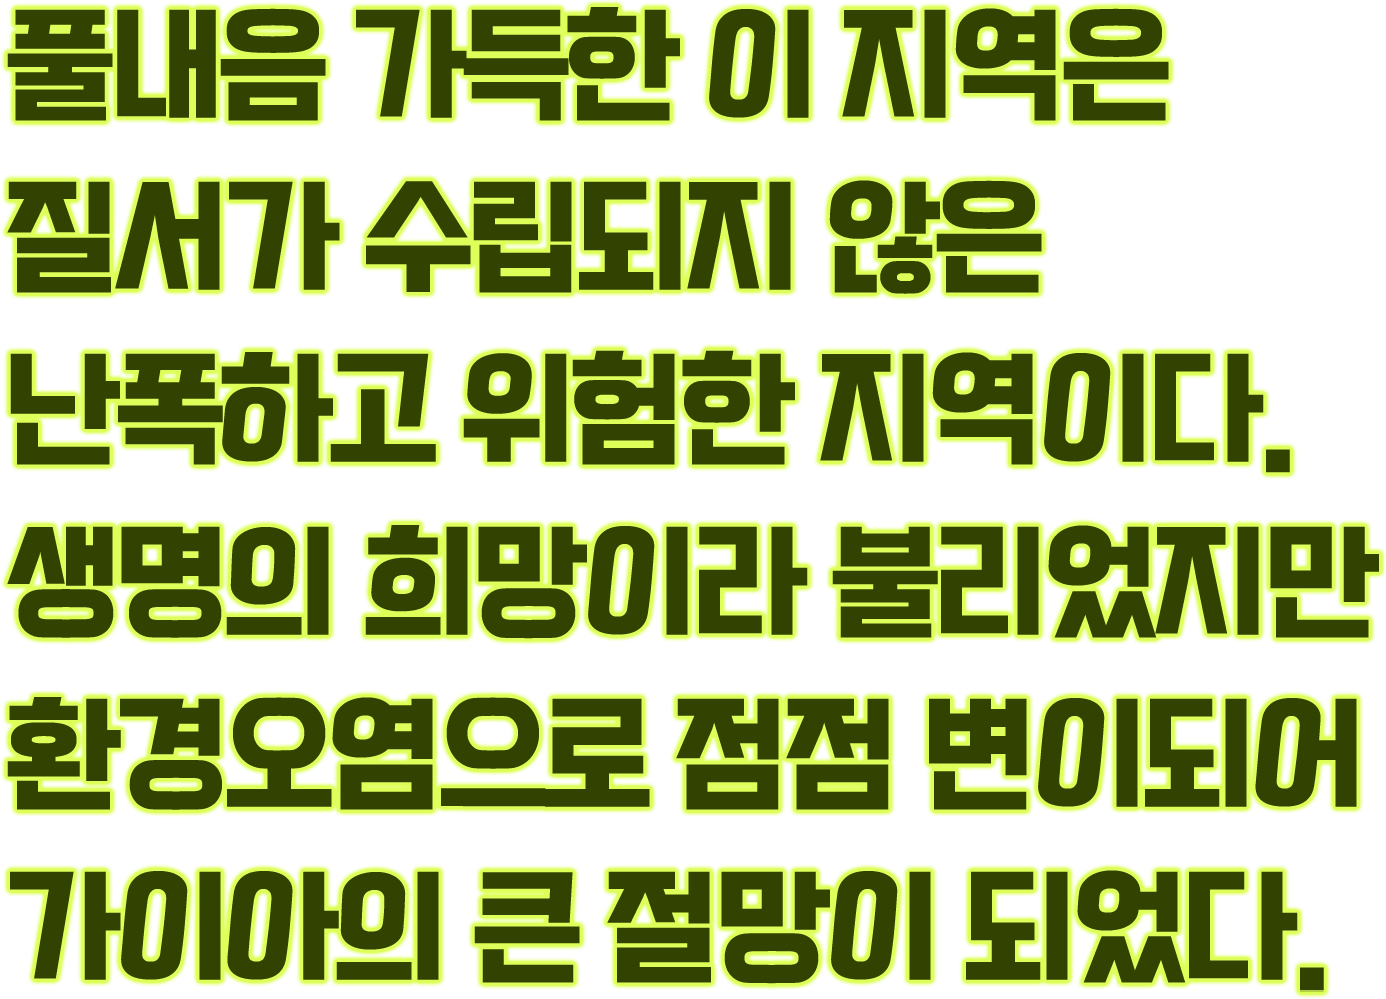 풀내음 가득한 이 지역은
질서가 수립되지 않은
난폭하고 위험한 지역이다.
생명의 희망이라 불리었지만
환경오염으로 점점 변이되어
가이아의 큰 절망이 되었다.